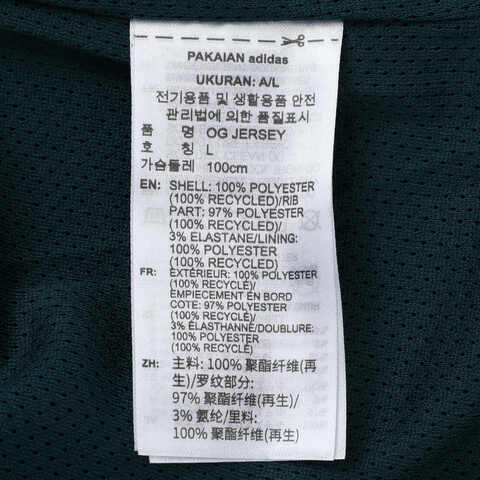 PAKAIAN adidas
UKURAN: A/L
전기용품 및 생활용품 안전
관리법에 의한 품질표시
품 명 OG JERSEY
호 칭 L
가슴둘레 100cm
EN: SHELL: 100% POLYESTER
(100% RECYCLED)/RIB
PART: 97% POLYESTER
(100% RECYCLED)/
3% ELASTANE/LINING:
100% POLYESTER
(100% RECYCLED)
FR: EXTÉRIEUR: 100% POLYESTER
(100% RECYCLÉ)/
EMPIECEMENT EN BORD
COTE: 97% POLYESTER
(100% RECYCLÉ)/
3% ÉLASTHANNE/DOUBLURE:
100% POLYESTER
(100% RECYCLÉ)
ZH: 主料: 100% 聚酯纤维(再
生)/罗纹部分:
97% 聚酯纤维(再生)/
3% 氨纶/里料:
100% 聚酯纤维(再生)